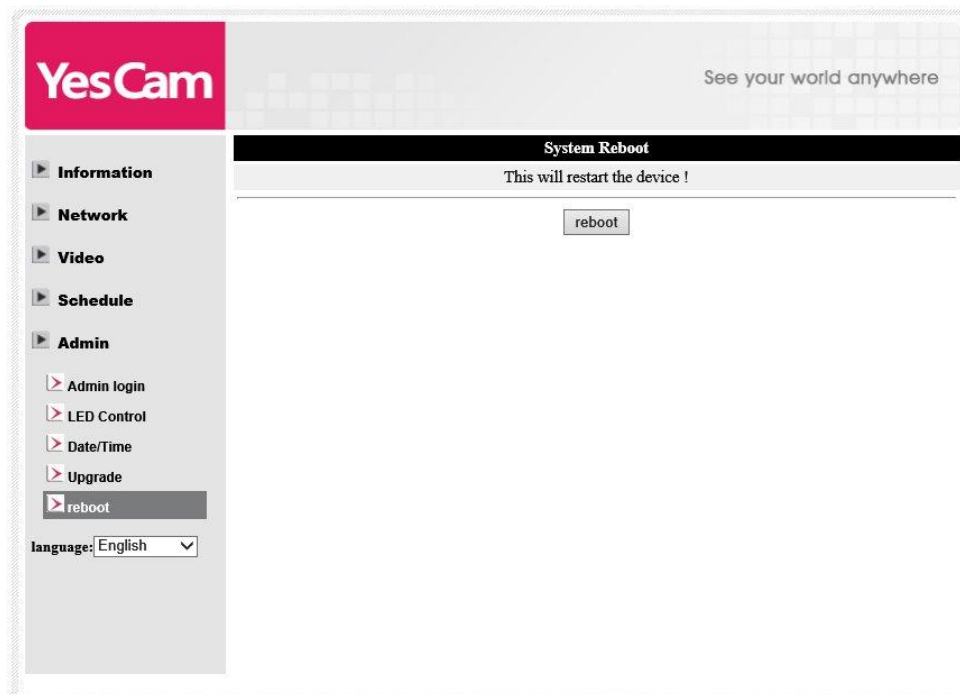 YesCam
See your world anywhere
Information
Network
Video
Schedule
Admin
Admin login
LED Control
Date/Time
Upgrade
reboot
language: English
System Reboot
This will restart the device !
reboot